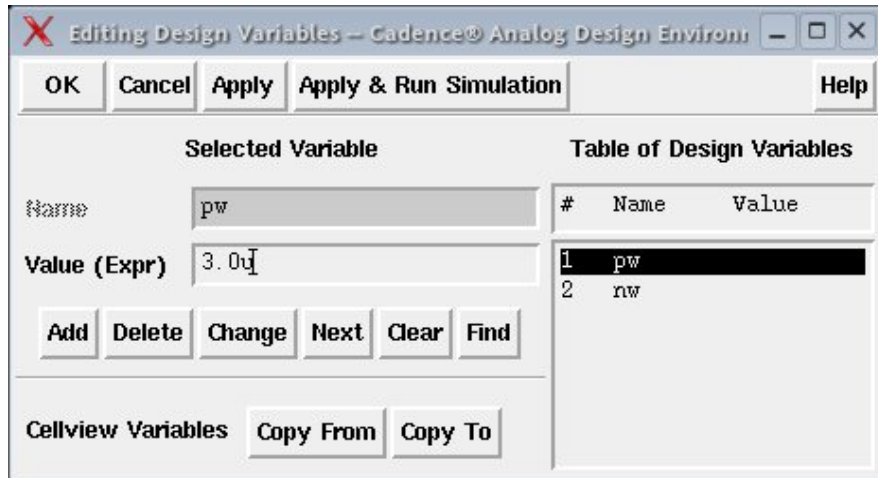 Editing Design Variables -- Cadence® Analog Design Environ
OK Cancel Apply Apply & Run Simulation Help
Selected Variable
Name pw
Value (Expr) 3.0u
Add Delete Change Next Clear Find
Cellview Variables Copy From Copy To
Table of Design Variables
# Name Value
1 pw
2 nw